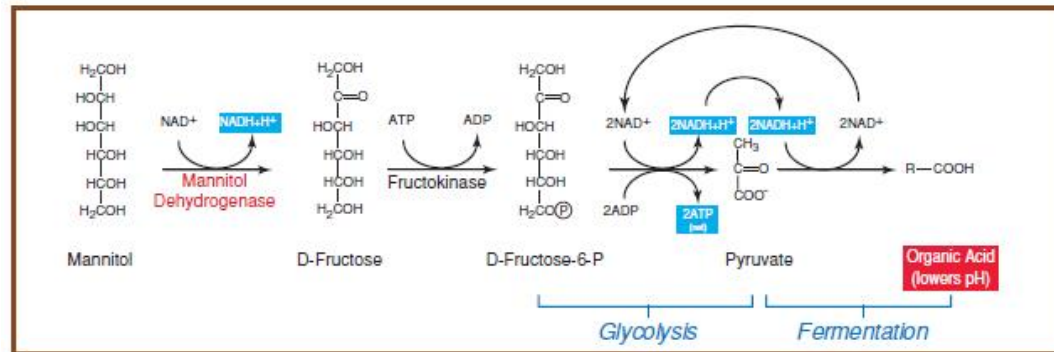 H₂COH
HOCH
HOCH
HCOH
HCOH
H₂COH
Mannitol
NAD+
NADH+H⁺
Mannitol
Dehydrogenase
H₂COH
C=O
HOCH
HCOH
HCOH
H₂COH
D-Fructose
ATP
ADP
Fructokinase
H₂COH
C=O
HOCH
HCOH
HCOH
H₂COⓅ
D-Fructose-6-P
2NAD+
2NADH+H⁺
2NADH+H⁺
2NAD+
2ADP
2ATP
(net)
CH₃
C=O
COO⁻
Pyruvate
R—COOH
Organic Acid
(lowers pH)
Glycolysis
Fermentation